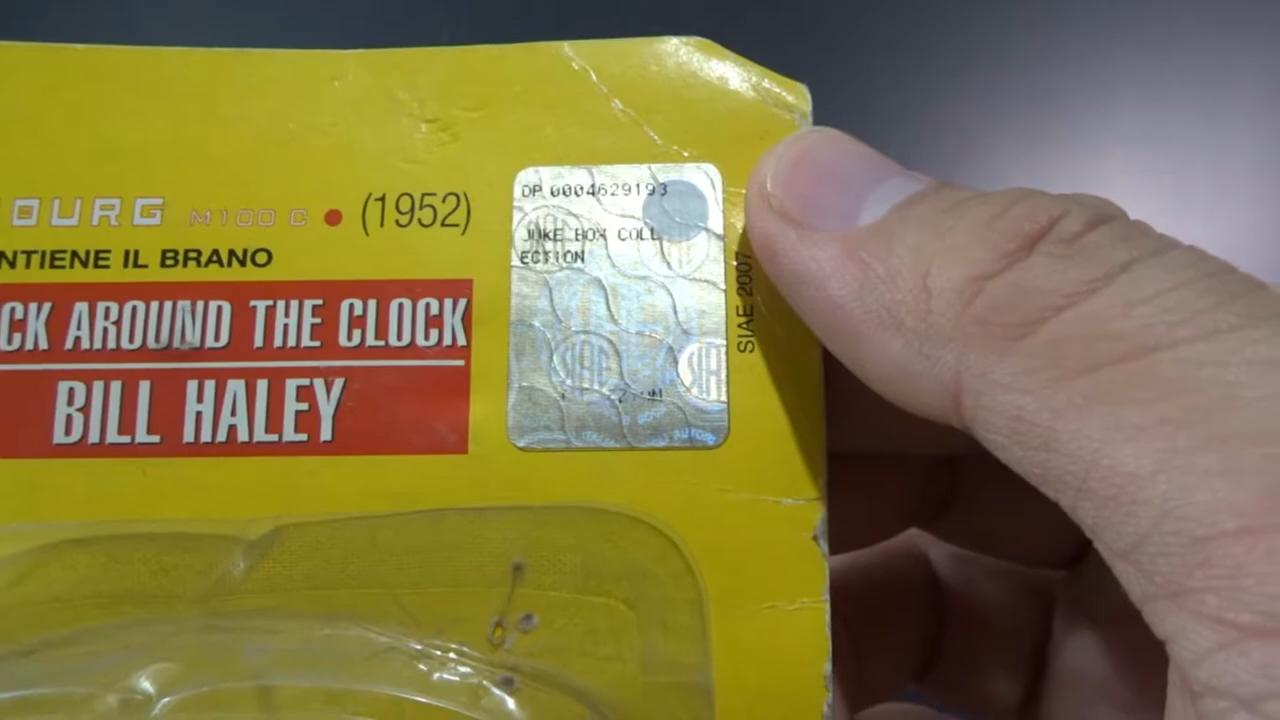 OURG M100 C • (1952)
NTIENE IL BRANO
CK AROUND THE CLOCK
BILL HALEY
DP 0004629193
JUKE BOX COLL
ECTION
SIAE 2007